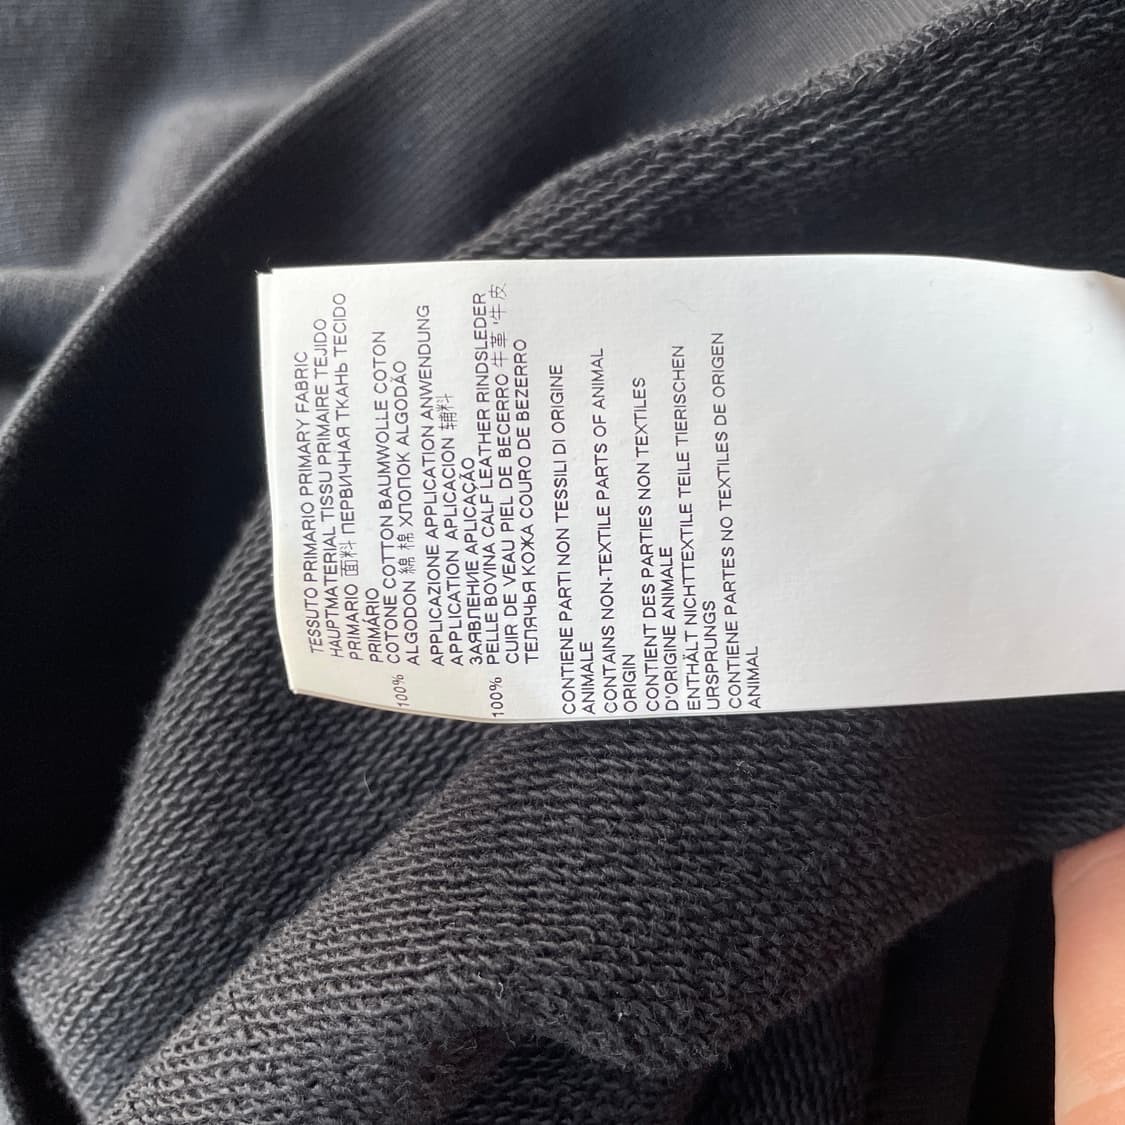 TESSUTO PRIMARIO PRIMARY FABRIC
HAUPTMATERIAL TISSU PRIMAIRE TEJIDO
PRIMARIO 面料 ПЕРВИЧНАЯ ТКАНЬ TECIDO
PRIMÁRIO
100% COTONE COTTON BAUMWOLLE COTON
ALGODON 綿 棉 ХЛОПОК ALGODÃO
APPLICAZIONE APPLICATION ANWENDUNG
APPLICATION APLICACION 辅料
ЗАЯВЛЕНИЕ APLICAÇÃO
100% PELLE BOVINA CALF LEATHER RINDSLEDER
CUIR DE VEAU PIEL DE BECERRO 牛革 牛皮
ТЕЛЯЧЬЯ КОЖА COURO DE BEZERRO
CONTIENE PARTI NON TESSILI DI ORIGINE
ANIMALE
CONTAINS NON-TEXTILE PARTS OF ANIMAL
ORIGIN
CONTIENT DES PARTIES NON TEXTILES
D'ORIGINE ANIMALE
ENTHÄLT NICHTTEXTILE TEILE TIERISCHEN
URSPRUNGS
CONTIENE PARTES NO TEXTILES DE ORIGEN
ANIMAL